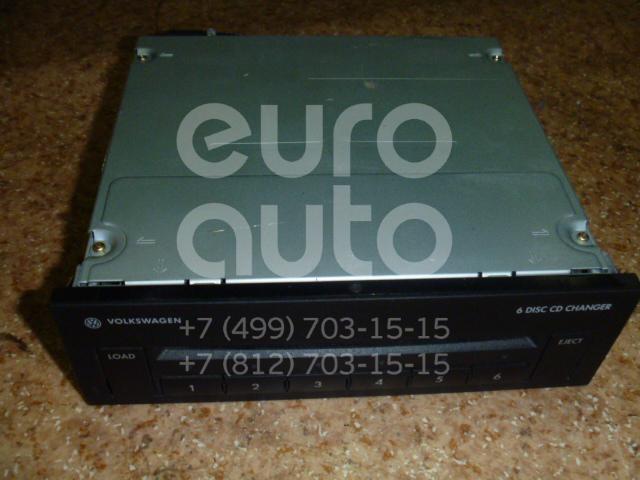 euro
auto
VOLKSWAGEN
6 DISC CD CHANGER
+7 (499) 703-15-15
LOAD
EJECT
+7 (812) 703-15-15
1 2 3 4 5 6